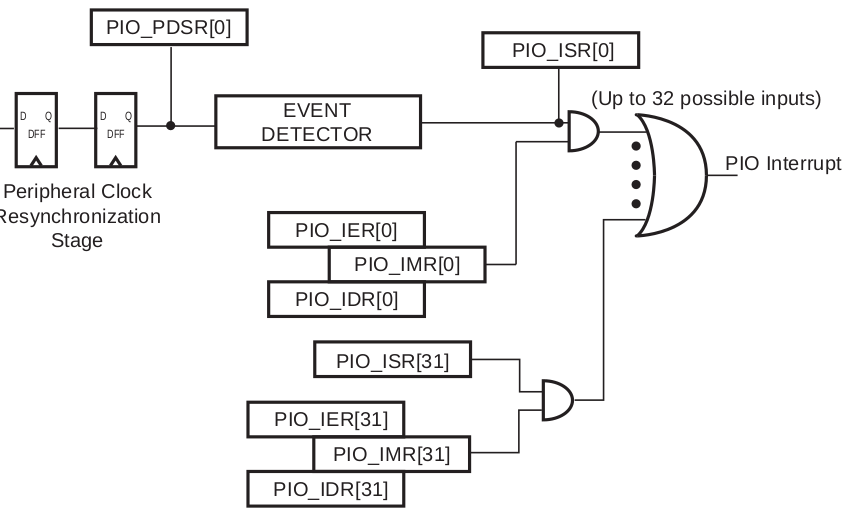 PIO_PDSR[0]
PIO_ISR[0]
(Up to 32 possible inputs)
D Q
DFF
D Q
DFF
EVENT
DETECTOR
PIO Interrupt
Peripheral Clock
Resynchronization
Stage
PIO_IER[0]
PIO_IMR[0]
PIO_IDR[0]
PIO_ISR[31]
PIO_IER[31]
PIO_IMR[31]
PIO_IDR[31]